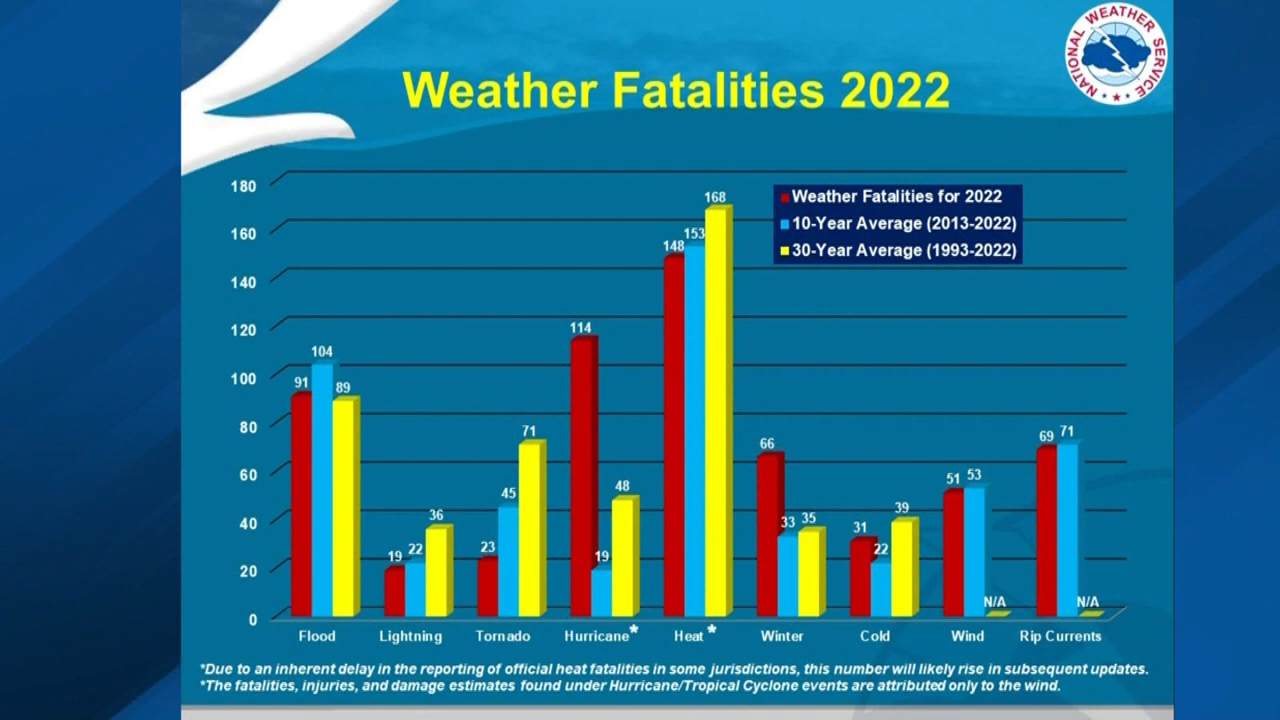 NATIONAL WEATHER SERVICE
Weather Fatalities 2022
Weather Fatalities for 2022
10-Year Average (2013-2022)
30-Year Average (1993-2022)
180
160
140
120
100
80
60
40
20
0
91 104 89
19 22 36
23 45 71
114 19 48
148 153 168
66 33 35
31 22 39
51 53 N/A
69 71 N/A
Flood Lightning Tornado Hurricane* Heat* Winter Cold Wind Rip Currents
*Due to an inherent delay in the reporting of official heat fatalities in some jurisdictions, this number will likely rise in subsequent updates.
*The fatalities, injuries, and damage estimates found under Hurricane/Tropical Cyclone events are attributed only to the wind.